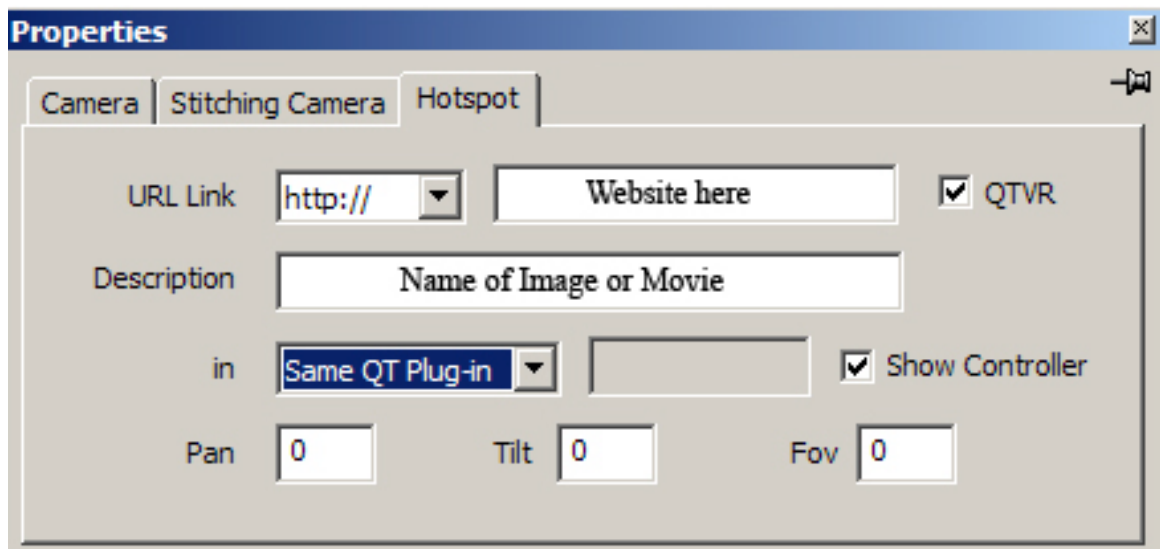 Properties
Camera Stitching Camera Hotspot
URL Link http:// Website here QTVR
Description Name of Image or Movie
in Same QT Plug-in Show Controller
Pan 0 Tilt 0 Fov 0